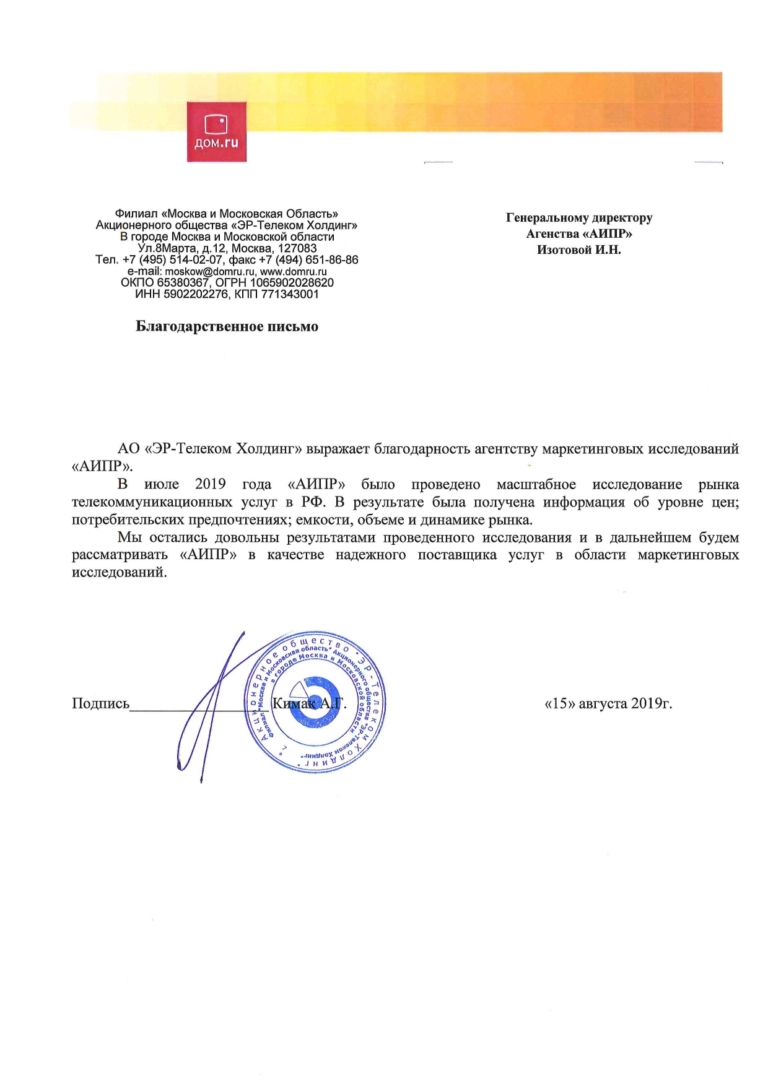 дом.ru
Филиал «Москва и Московская Область»
Акционерного общества «ЭР-Телеком Холдинг»
В городе Москва и Московской области
Ул.8Марта, д.12, Москва, 127083
Тел. +7 (495) 514-02-07, факс +7 (494) 651-86-86
e-mail: moskow@domru.ru, www.domru.ru
ОКПО 65380367, ОГРН 1065902028620
ИНН 5902202276, КПП 771343001
Генеральному директору
Агенства «АИПР»
Изотовой И.Н.
Благодарственное письмо
АО «ЭР-Телеком Холдинг» выражает благодарность агентству маркетинговых исследований
«АИПР».
В июле 2019 года «АИПР» было проведено масштабное исследование рынка
телекоммуникационных услуг в РФ. В результате была получена информация об уровне цен;
потребительских предпочтениях; емкости, объеме и динамике рынка.
Мы остались довольны результатами проведенного исследования и в дальнейшем будем
рассматривать «АИПР» в качестве надежного поставщика услуг в области маркетинговых
исследований.
Подпись__________________ Кимак А.Г.
«15» августа 2019г.
Акционерное общество "ЭР-Телеком Холдинг"
Филиал "Москва и Московская область" Акционерного общества "ЭР-Телеком Холдинг"
в городе Москва и Московской области